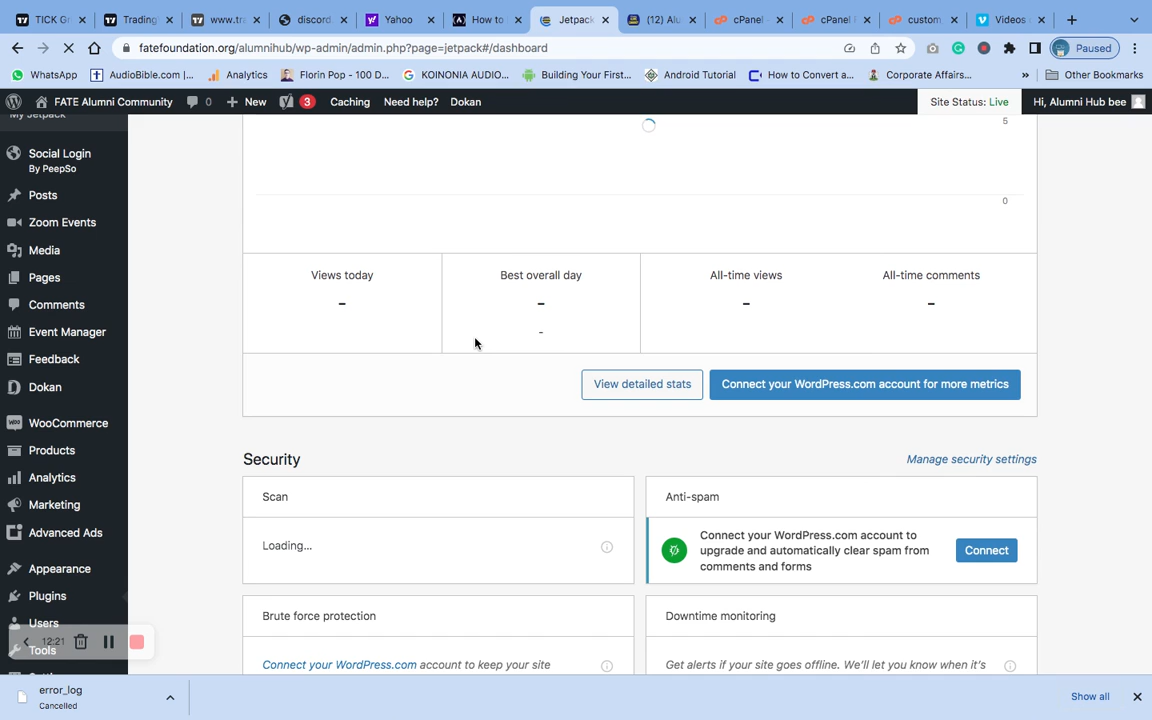 TICK Gr
Trading
www.tra
discord.
Yahoo
How to
Jetpack
(12) Alu
cPanel
cPanel
custom
Videos
fatefoundation.org/alumnihub/wp-admin/admin.php?page=jetpack#/dashboard
Paused
WhatsApp
AudioBible.com |...
Analytics
Florin Pop - 100 D...
KOINONIA AUDIO...
Building Your First...
Android Tutorial
How to Convert a...
Corporate Affairs...
»
Other Bookmarks
FATE Alumni Community
0
New
3
Caching
Need help?
Dokan
Site Status: Live
Hi, Alumni Hub bee
My Jetpack
Social Login
By PeepSo
Posts
Zoom Events
Media
Pages
Comments
Event Manager
Feedback
Dokan
WooCommerce
Products
Analytics
Marketing
Advanced Ads
Appearance
Plugins
Users
12:21
Tools
5
0
Views today
-
Best overall day
-
-
All-time views
-
All-time comments
-
View detailed stats
Connect your WordPress.com account for more metrics
Security
Manage security settings
Scan
Loading...
Anti-spam
Connect your WordPress.com account to
upgrade and automatically clear spam from
comments and forms
Connect
Brute force protection
Connect your WordPress.com account to keep your site
Downtime monitoring
Get alerts if your site goes offline. We'll let you know when it's
error_log
Cancelled
Show all